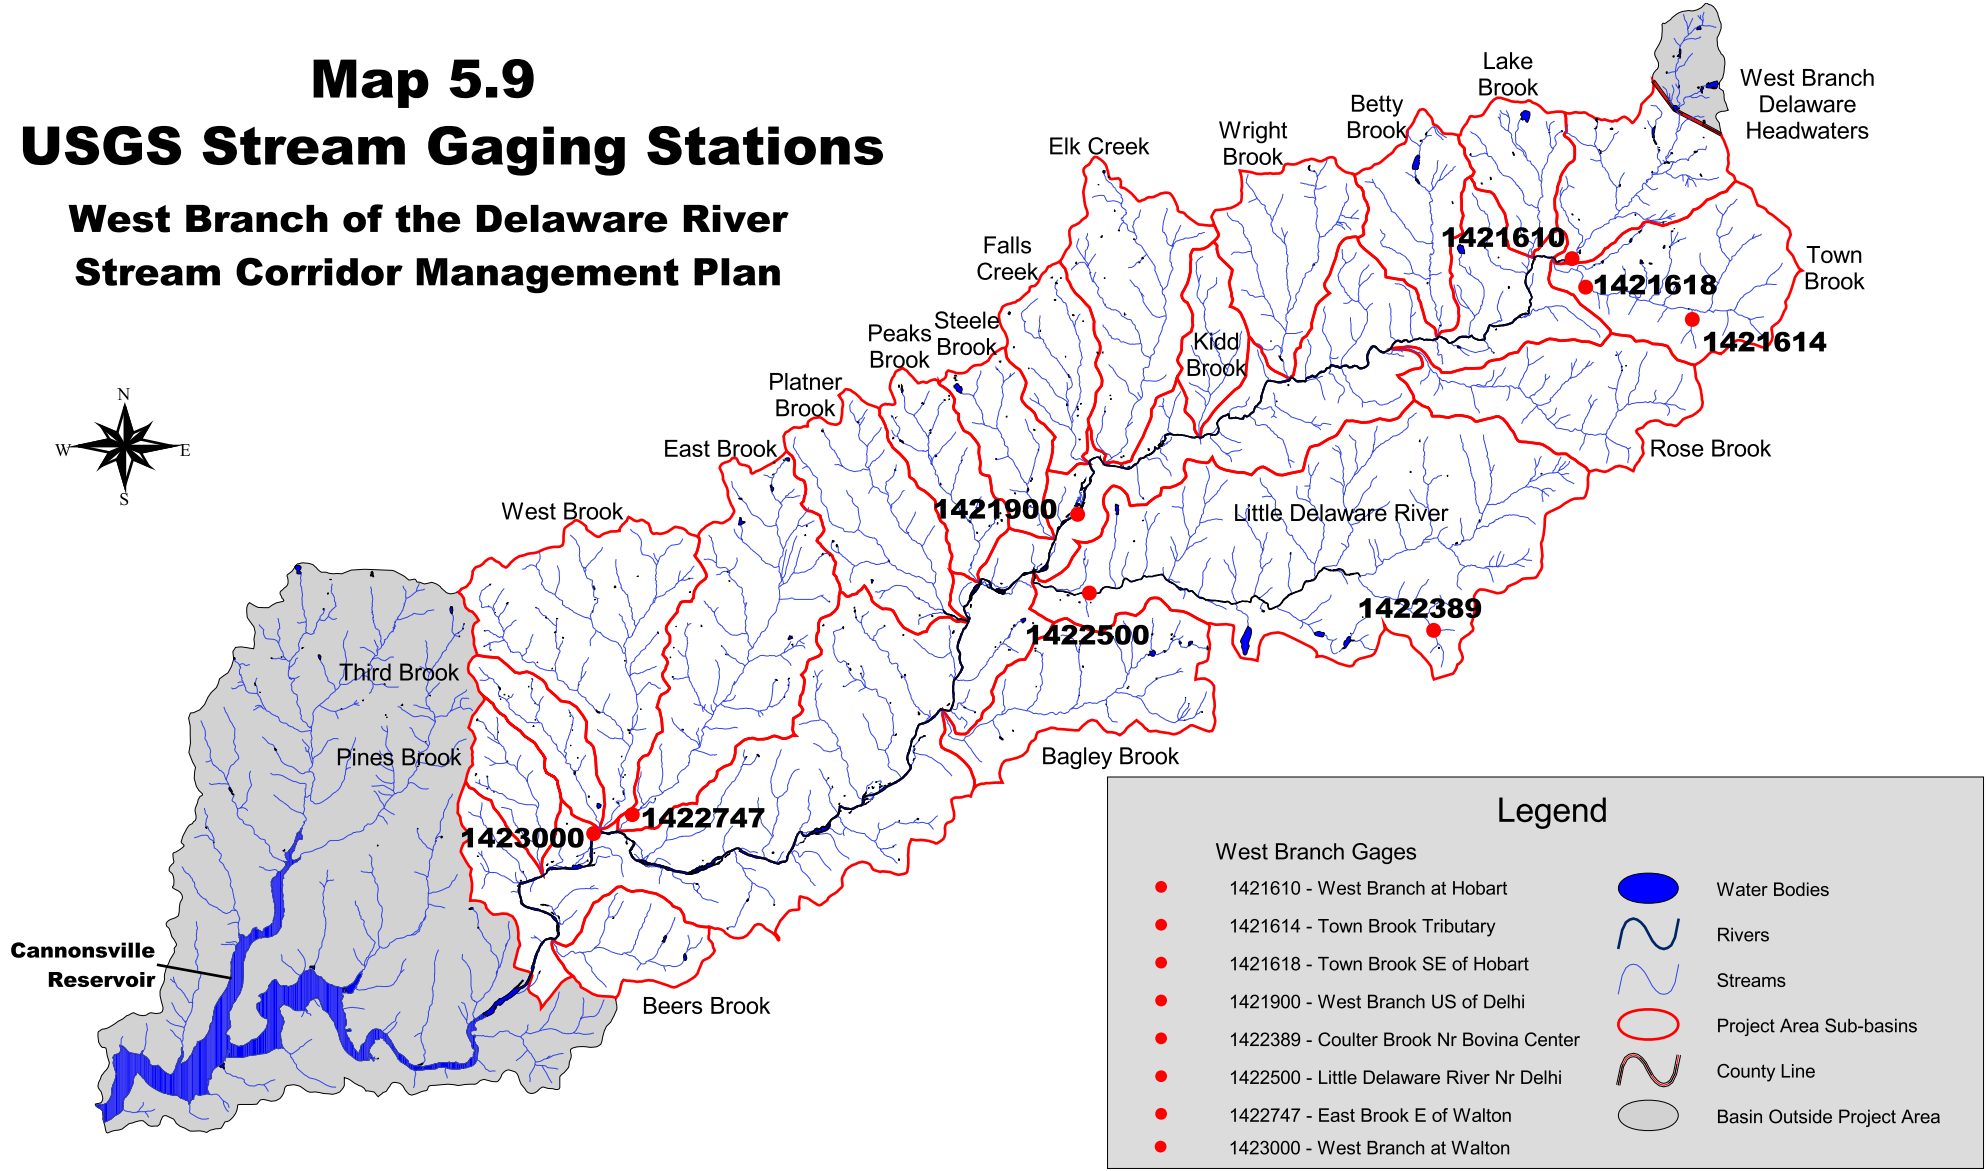 Map 5.9
USGS Stream Gaging Stations
West Branch of the Delaware River
Stream Corridor Management Plan
N
W
E
S
West Branch
Delaware
Headwaters
Lake
Brook
Betty
Brook
Wright
Brook
Elk Creek
Falls
Creek
Steele
Brook
Peaks
Brook
Platner
Brook
East Brook
West Brook
Third Brook
Pines Brook
Kidd
Brook
Town
Brook
Rose Brook
Little Delaware River
Bagley Brook
Beers Brook
Cannonsville
Reservoir
1421610
1421618
1421614
1421900
1422389
1422500
1422747
1423000
Legend
West Branch Gages
1421610 - West Branch at Hobart
1421614 - Town Brook Tributary
1421618 - Town Brook SE of Hobart
1421900 - West Branch US of Delhi
1422389 - Coulter Brook Nr Bovina Center
1422500 - Little Delaware River Nr Delhi
1422747 - East Brook E of Walton
1423000 - West Branch at Walton
Water Bodies
Rivers
Streams
Project Area Sub-basins
County Line
Basin Outside Project Area